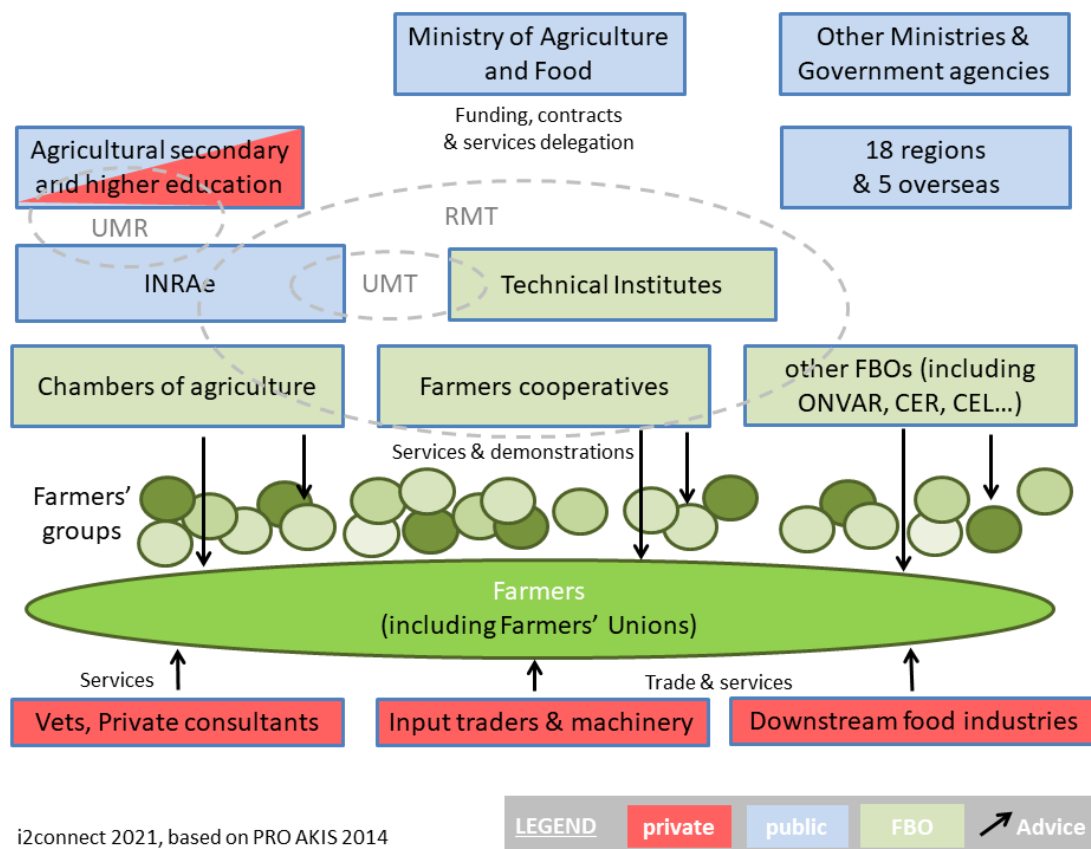 Ministry of Agriculture
and Food
Other Ministries &
Government agencies
Funding, contracts
& services delegation
Agricultural secondary
and higher education
18 regions
& 5 overseas
UMR
RMT
INRAe
UMT
Technical Institutes
Chambers of agriculture
Farmers cooperatives
other FBOs (including
ONVAR, CER, CEL...)
Services & demonstrations
Farmers'
groups
Farmers
(including Farmers' Unions)
Services
Trade & services
Vets, Private consultants
Input traders & machinery
Downstream food industries
i2connect 2021, based on PRO AKIS 2014
LEGEND
private
public
FBO
Advice